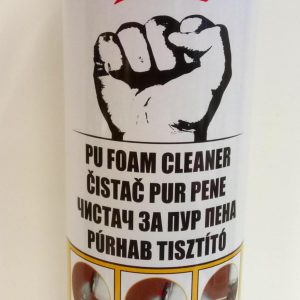 PU FOAM CLEANER
ČISTAČ PUR PENE
ЧИСТАЧ ЗА ПУР ПЕНА
PÚRHAB TISZTÍTÓ